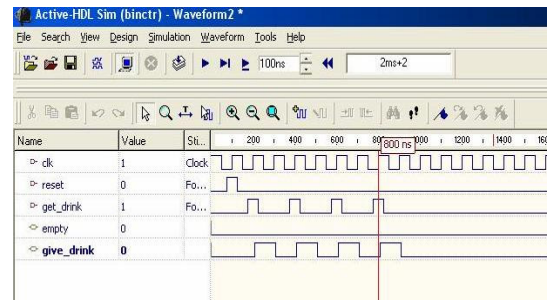 Active-HDL Sim (binctr) - Waveform2 *
File Search View Design Simulation Waveform Tools Help
100ns 2ms+2
Name Value Sti... 200 400 600 800 ns 1200 1400
clk 1 Clock
reset 0 Fo...
get_drink 1 Fo...
empty 0
give_drink 0